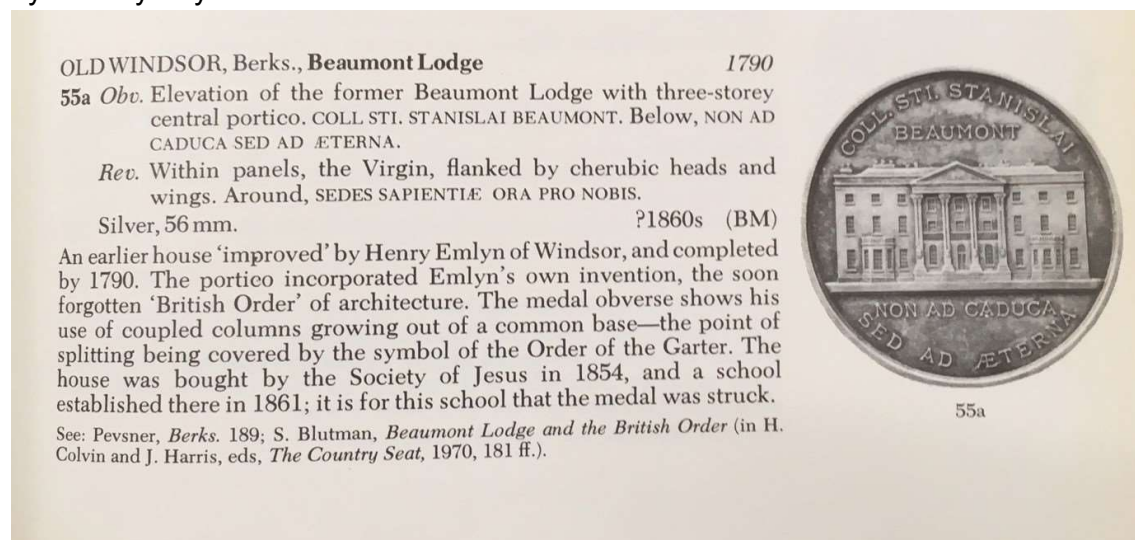 OLD WINDSOR, Berks., Beaumont Lodge 1790
55a Obv. Elevation of the former Beaumont Lodge with three-storey
central portico. COLL STI. STANISLAI BEAUMONT. Below, NON AD
CADUCA SED AD ÆTERNA.
Rev. Within panels, the Virgin, flanked by cherubic heads and
wings. Around, SEDES SAPIENTIÆ ORA PRO NOBIS.
Silver, 56 mm. ?1860s (BM)
An earlier house ‘improved’ by Henry Emlyn of Windsor, and completed
by 1790. The portico incorporated Emlyn’s own invention, the soon
forgotten ‘British Order’ of architecture. The medal obverse shows his
use of coupled columns growing out of a common base—the point of
splitting being covered by the symbol of the Order of the Garter. The
house was bought by the Society of Jesus in 1854, and a school
established there in 1861; it is for this school that the medal was struck.
See: Pevsner, Berks. 189; S. Blutman, Beaumont Lodge and the British Order (in H.
Colvin and J. Harris, eds, The Country Seat, 1970, 181 ff.).
COLL. STI. STANISLAI
BEAUMONT
NON AD CADUCA
SED AD ÆTERNA
55a